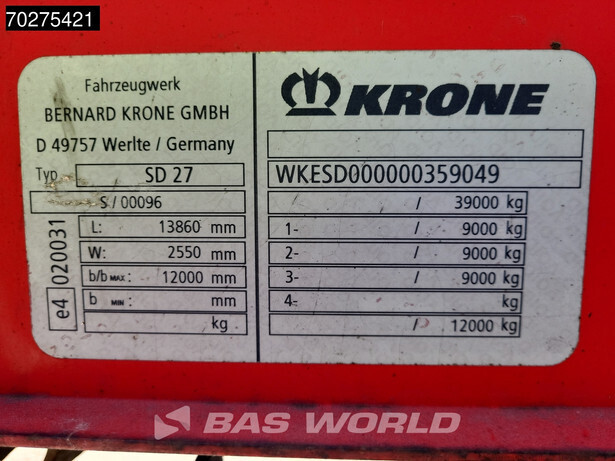 70275421
Fahrzeugwerk
BERNARD KRONE GMBH
D 49757 Werlte / Germany
Typ SD 27
S / 00096
L: 13860 mm
W: 2550 mm
b/b MAX: 12000 mm
b MIN: mm
kg
e4 020031
KRONE
WKESD000000359049
/ 39000 kg
1- / 9000 kg
2- / 9000 kg
3- / 9000 kg
4- kg
/ 12000 kg
BAS WORLD